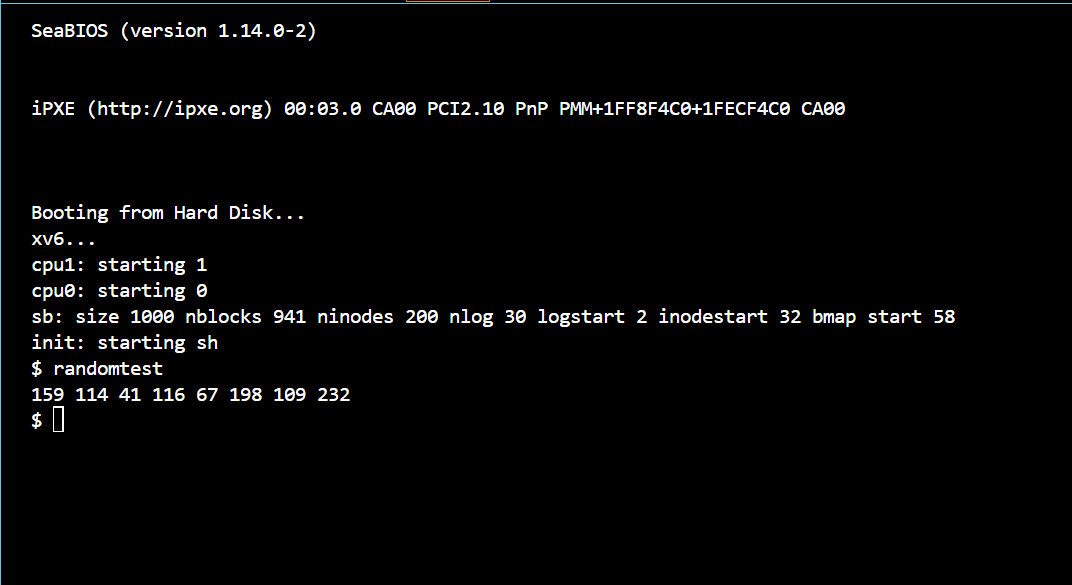 SeaBIOS (version 1.14.0-2)
iPXE (http://ipxe.org) 00:03.0 CA00 PCI2.10 PnP PMM+1FF8F4C0+1FECF4C0 CA00
Booting from Hard Disk...
xv6...
cpu1: starting 1
cpu0: starting 0
sb: size 1000 nblocks 941 ninodes 200 nlog 30 logstart 2 inodestart 32 bmap start 58
init: starting sh
$ randomtest
159 114 41 116 67 198 109 232
$